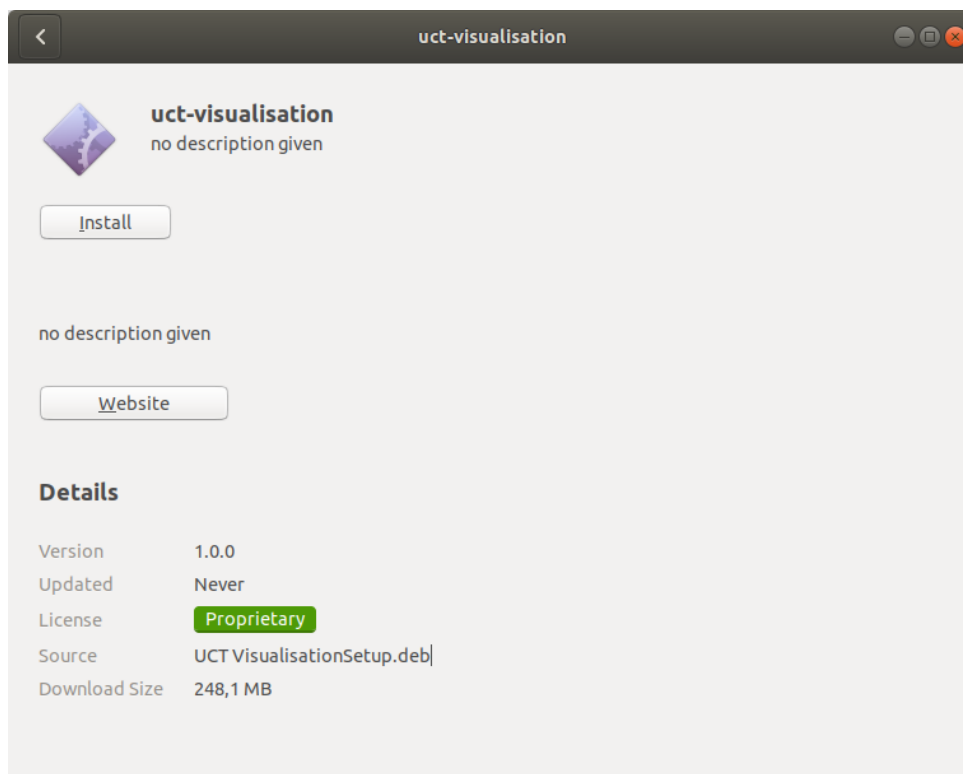 uct-visualisation
uct-visualisation
no description given
Install
no description given
Website
Details
Version 1.0.0
Updated Never
License Proprietary
Source UCT VisualisationSetup.deb
Download Size 248,1 MB